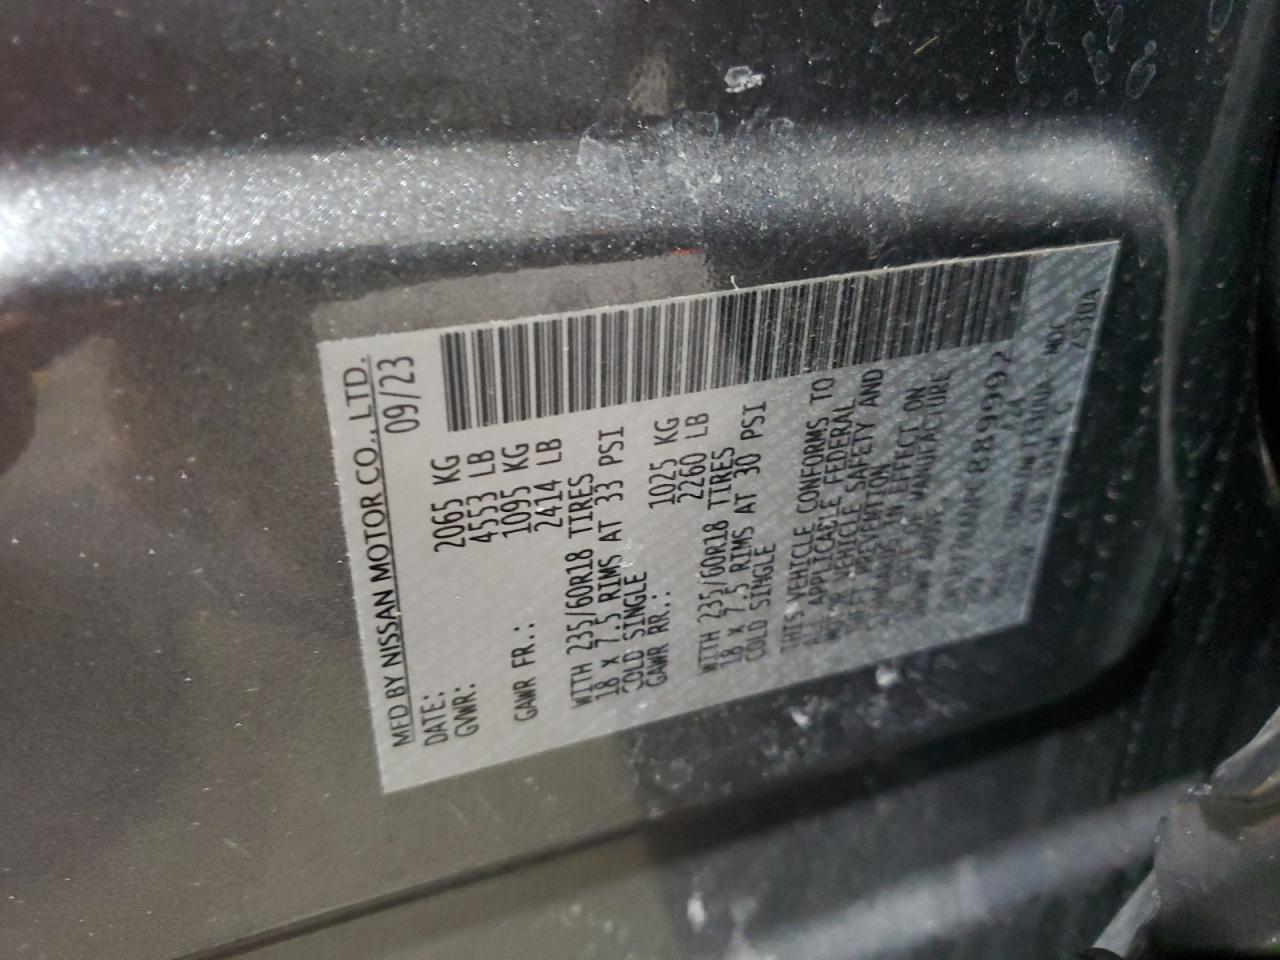 MFD BY NISSAN MOTOR CO., LTD.
DATE: 09/23
GVWR: 2065 KG
4553 LB
GAWR FR.: 1095 KG
2414 LB
WITH 235/60R18 TIRES
18 X 7.5 RIMS AT 33 PSI
COLD SINGLE
GAWR RR.: 1025 KG
2260 LB
WITH 235/60R18 TIRES
18 X 7.5 RIMS AT 30 PSI
COLD SINGLE
THIS VEHICLE CONFORMS TO
ALL APPLICABLE FEDERAL
MOTOR VEHICLE SAFETY AND
THEFT PREVENTION
STANDARDS IN EFFECT ON
THE DATE OF MANUFACTURE
SHOWN ABOVE